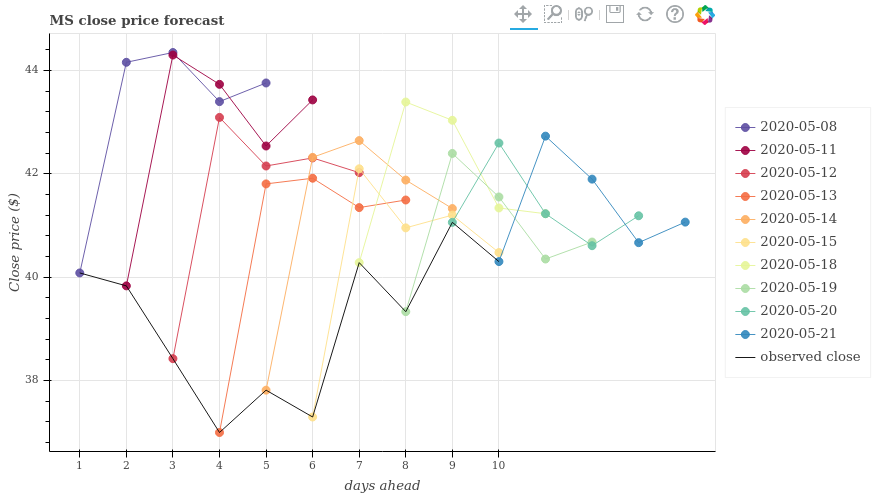 MS close price forecast
44
42
40
38
Close price ($)
1 2 3 4 5 6 7 8 9 10
days ahead
2020-05-08
2020-05-11
2020-05-12
2020-05-13
2020-05-14
2020-05-15
2020-05-18
2020-05-19
2020-05-20
2020-05-21
observed close